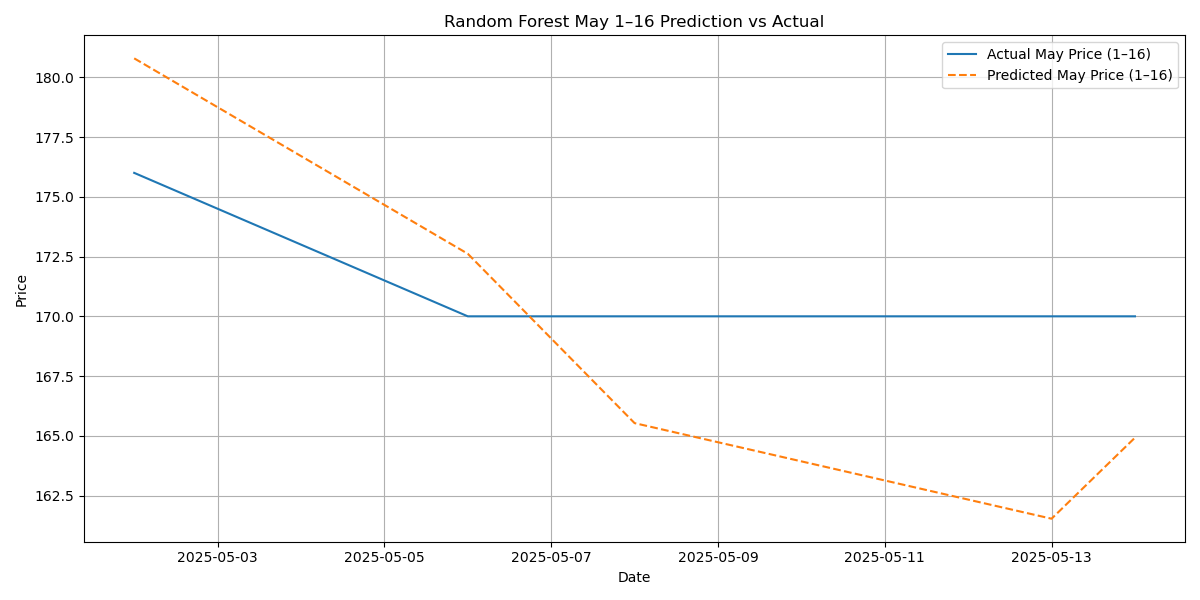 Random Forest May 1–16 Prediction vs Actual
Actual May Price (1–16)
Predicted May Price (1–16)
Price
180.0
177.5
175.0
172.5
170.0
167.5
165.0
162.5
2025-05-03
2025-05-05
2025-05-07
2025-05-09
2025-05-11
2025-05-13
Date